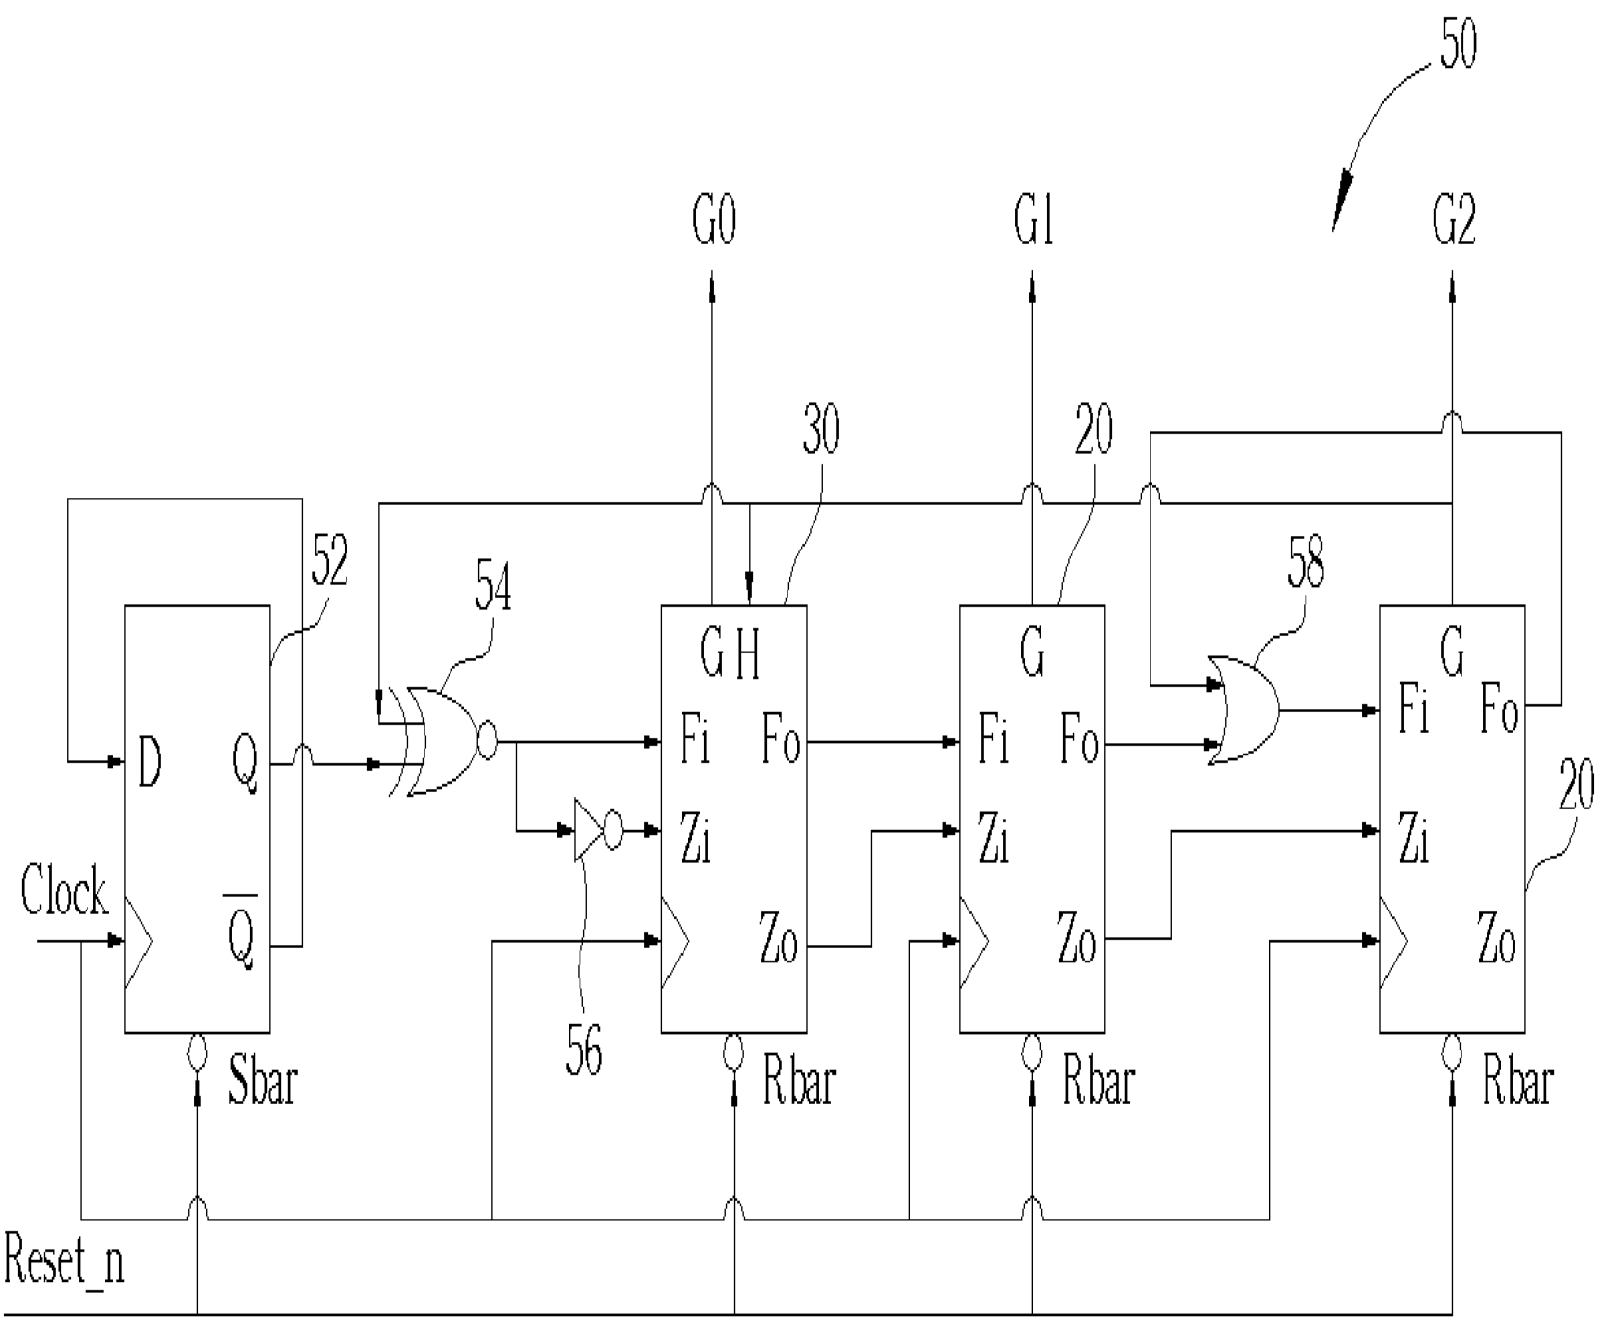 50
G0 G1 G2
30 20
52 54 58
G H G G
Fi Fo Fi Fo Fi Fo
D Q
Zi Zi Zi 20
Clock Q Zo Zo Zo
56
Sbar Rbar Rbar Rbar
Reset_n